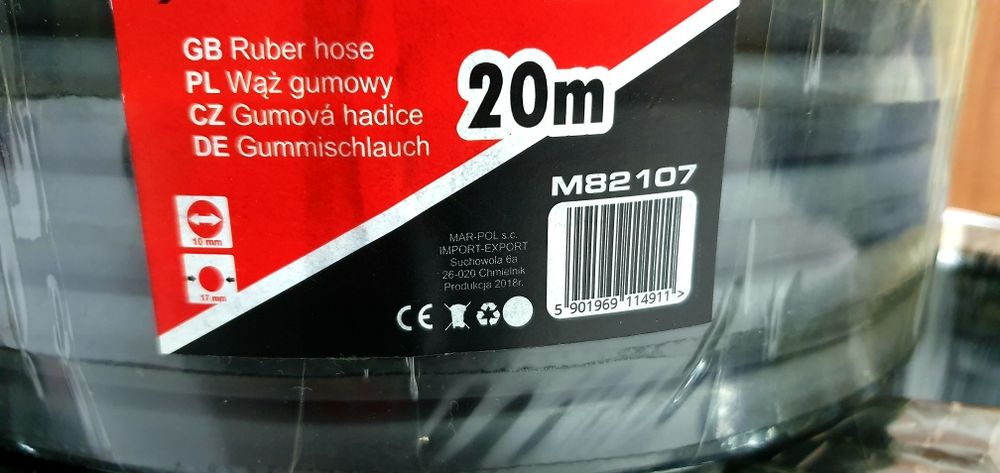 GB Ruber hose
PL Wąż gumowy
CZ Gumová hadice
DE Gummischlauch
20m
M82107
10 mm
17 mm
MAR-POL s.c.
IMPORT-EXPORT
Suchowola 6a
26-020 Chmielnik
Produkcja 2018r.
CE
5 901969 114911 >